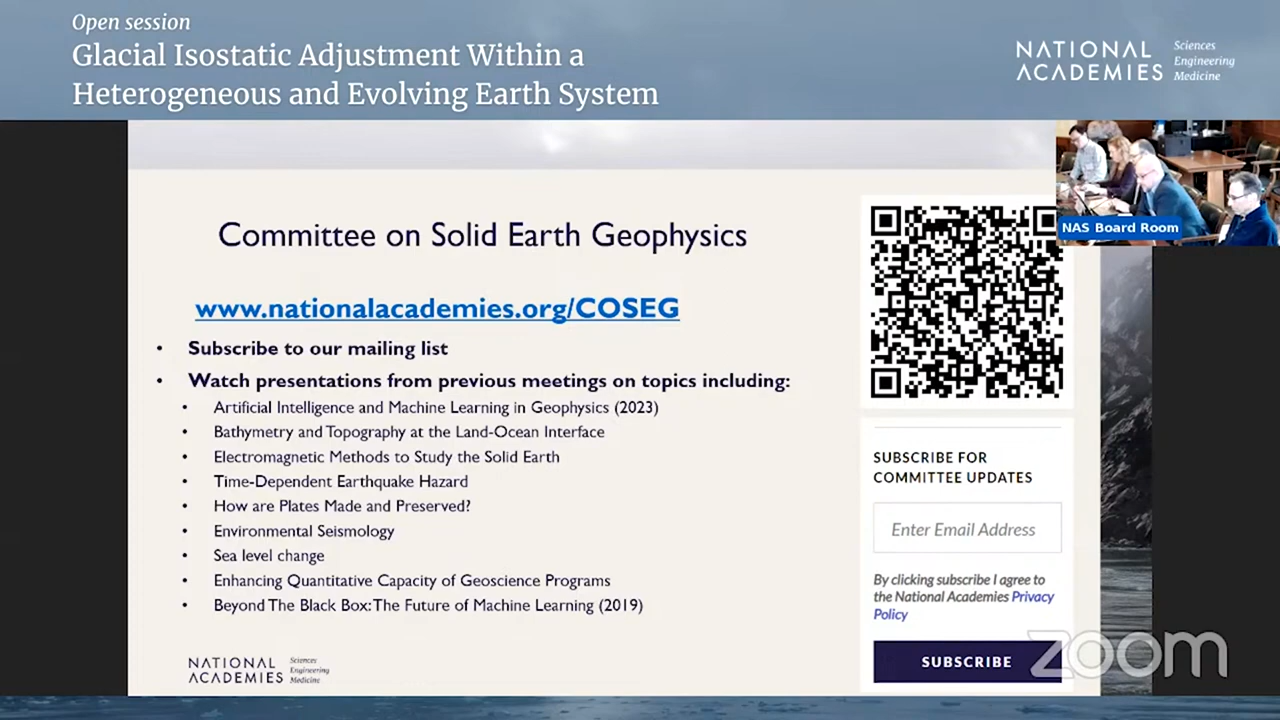 Open session
Glacial Isostatic Adjustment Within a
Heterogeneous and Evolving Earth System
NATIONAL ACADEMIES
Sciences
Engineering
Medicine
NAS Board Room
Committee on Solid Earth Geophysics
www.nationalacademies.org/COSEG
• Subscribe to our mailing list
• Watch presentations from previous meetings on topics including:
• Artificial Intelligence and Machine Learning in Geophysics (2023)
• Bathymetry and Topography at the Land-Ocean Interface
• Electromagnetic Methods to Study the Solid Earth
• Time-Dependent Earthquake Hazard
• How are Plates Made and Preserved?
• Environmental Seismology
• Sea level change
• Enhancing Quantitative Capacity of Geoscience Programs
• Beyond The Black Box: The Future of Machine Learning (2019)
NATIONAL ACADEMIES
Sciences
Engineering
Medicine
SUBSCRIBE FOR
COMMITTEE UPDATES
Enter Email Address
By clicking subscribe I agree to
the National Academies Privacy
Policy
SUBSCRIBE
zoom